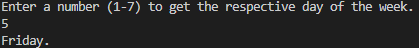 Enter a number (1-7) to get the respective day of the week.
5
Friday.